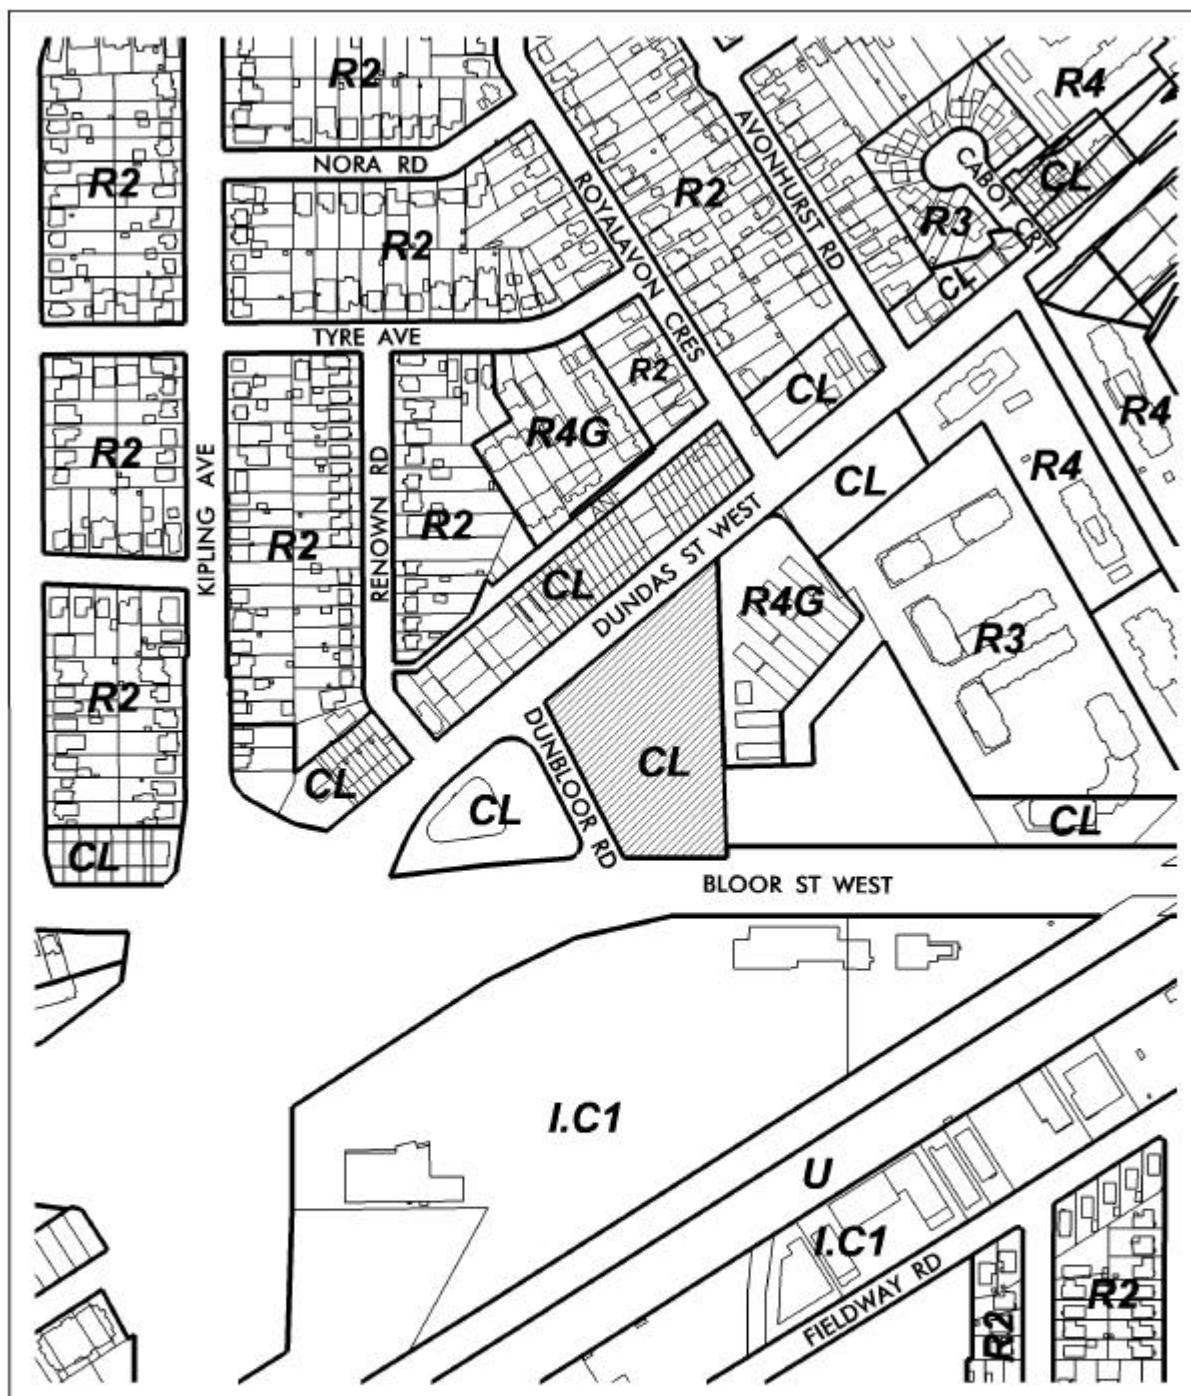 R2
R4
NORA RD
R2
ROYALAVON CRES
R2
AVONHURST RD
CABOT CRT
CL
R3
R2
CL
TYRE AVE
R2
CL
R4
R2
KIPLING AVE
R4G
RENOWN RD
R2
R2
CL
R4
CL
DUNDAS ST WEST
R4G
R3
R2
DUNBLOOR RD
CL
CL
CL
CL
CL
BLOOR ST WEST
I.C1
U
I.C1
FIELDWAY RD
R2
R2